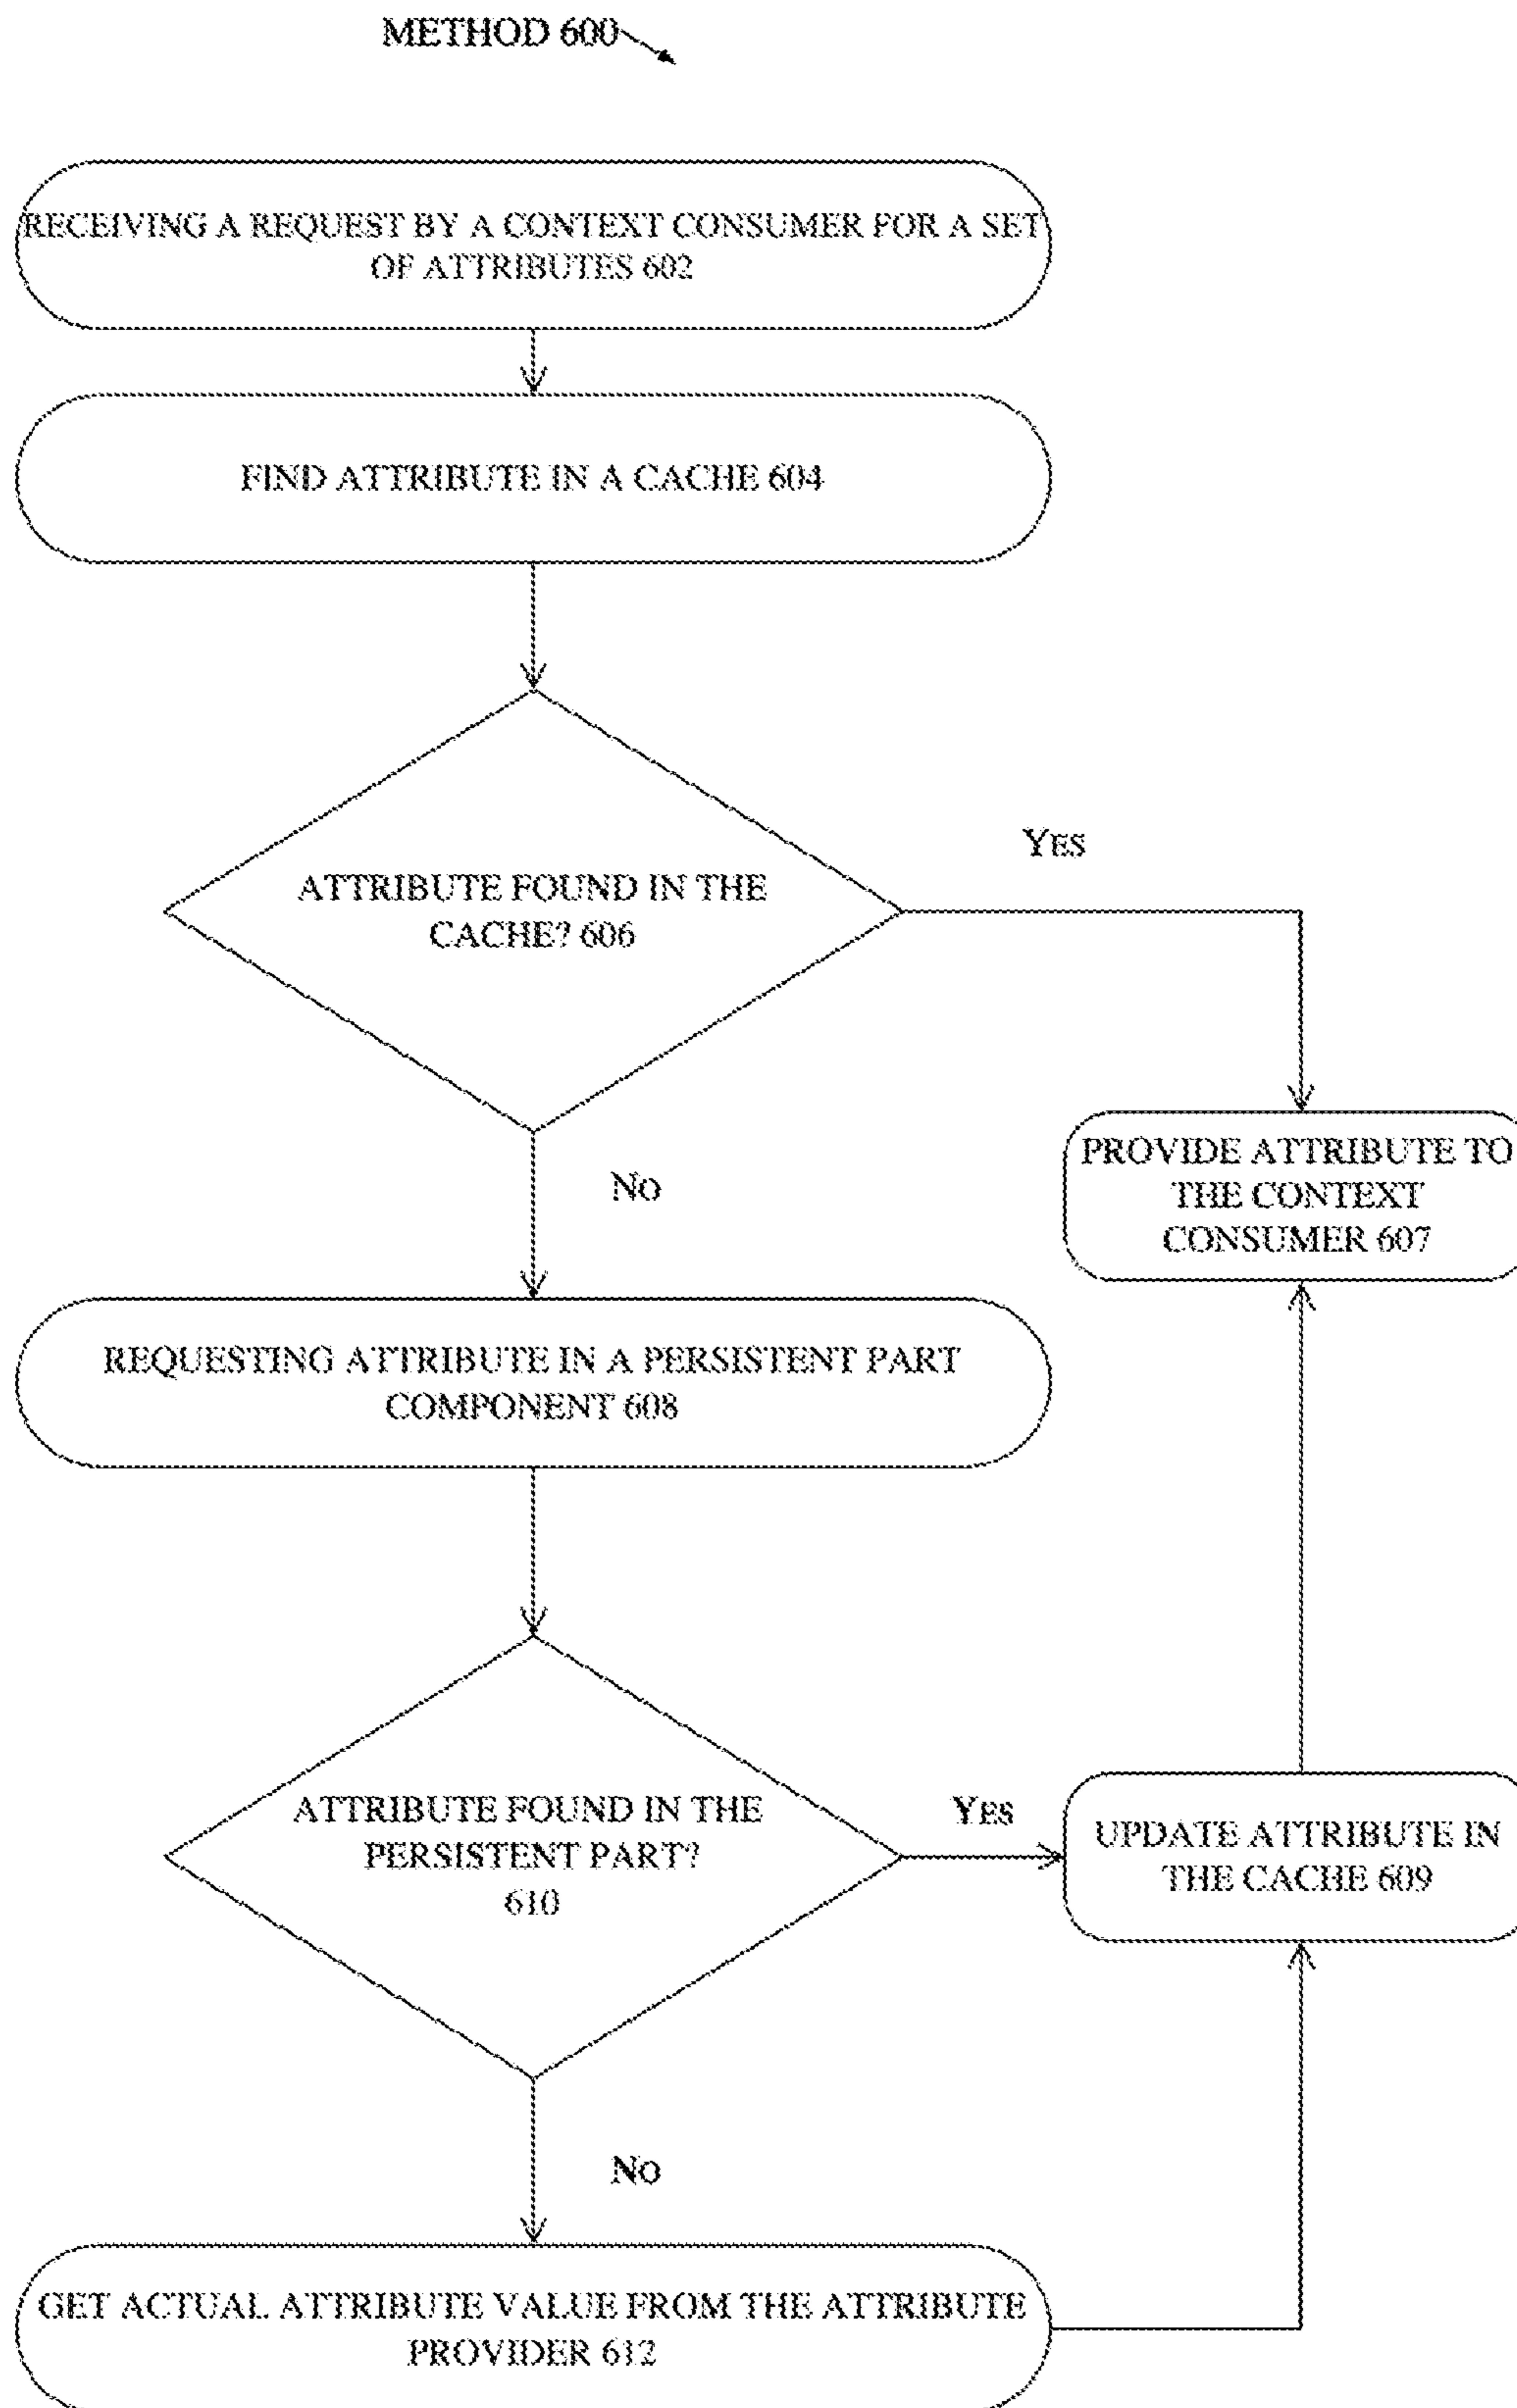 METHOD 600
RECEIVING A REQUEST BY A CONTEXT CONSUMER FOR A SET
OF ATTRIBUTES 602
FIND ATTRIBUTE IN A CACHE 604
ATTRIBUTE FOUND IN THE
CACHE? 606
YES
NO
PROVIDE ATTRIBUTE TO
THE CONTEXT
CONSUMER 607
REQUESTING ATTRIBUTE IN A PERSISTENT PART
COMPONENT 608
ATTRIBUTE FOUND IN THE
PERSISTENT PART?
610
YES
UPDATE ATTRIBUTE IN
THE CACHE 609
NO
GET ACTUAL ATTRIBUTE VALUE FROM THE ATTRIBUTE
PROVIDER 612